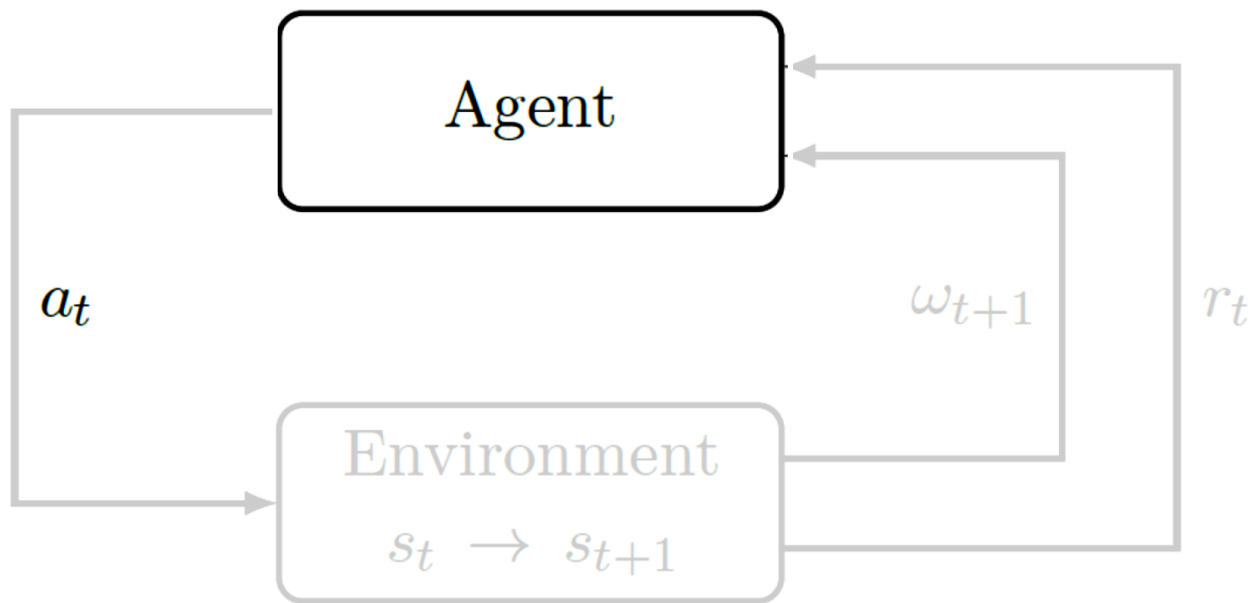 Agent
a_t
ω_{t+1}
r_t
Environment
s_t → s_{t+1}